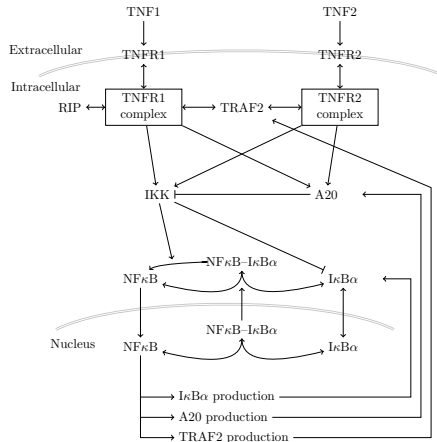 TNF1 TNF2
Extracellular
TNFR1 TNFR2
Intracellular
RIP TNFR1 complex TRAF2 TNFR2 complex
IKK A20
NFκB–IκBα
NFκB IκBα
NFκB–IκBα
Nucleus
NFκB IκBα
IκBα production
A20 production
TRAF2 production